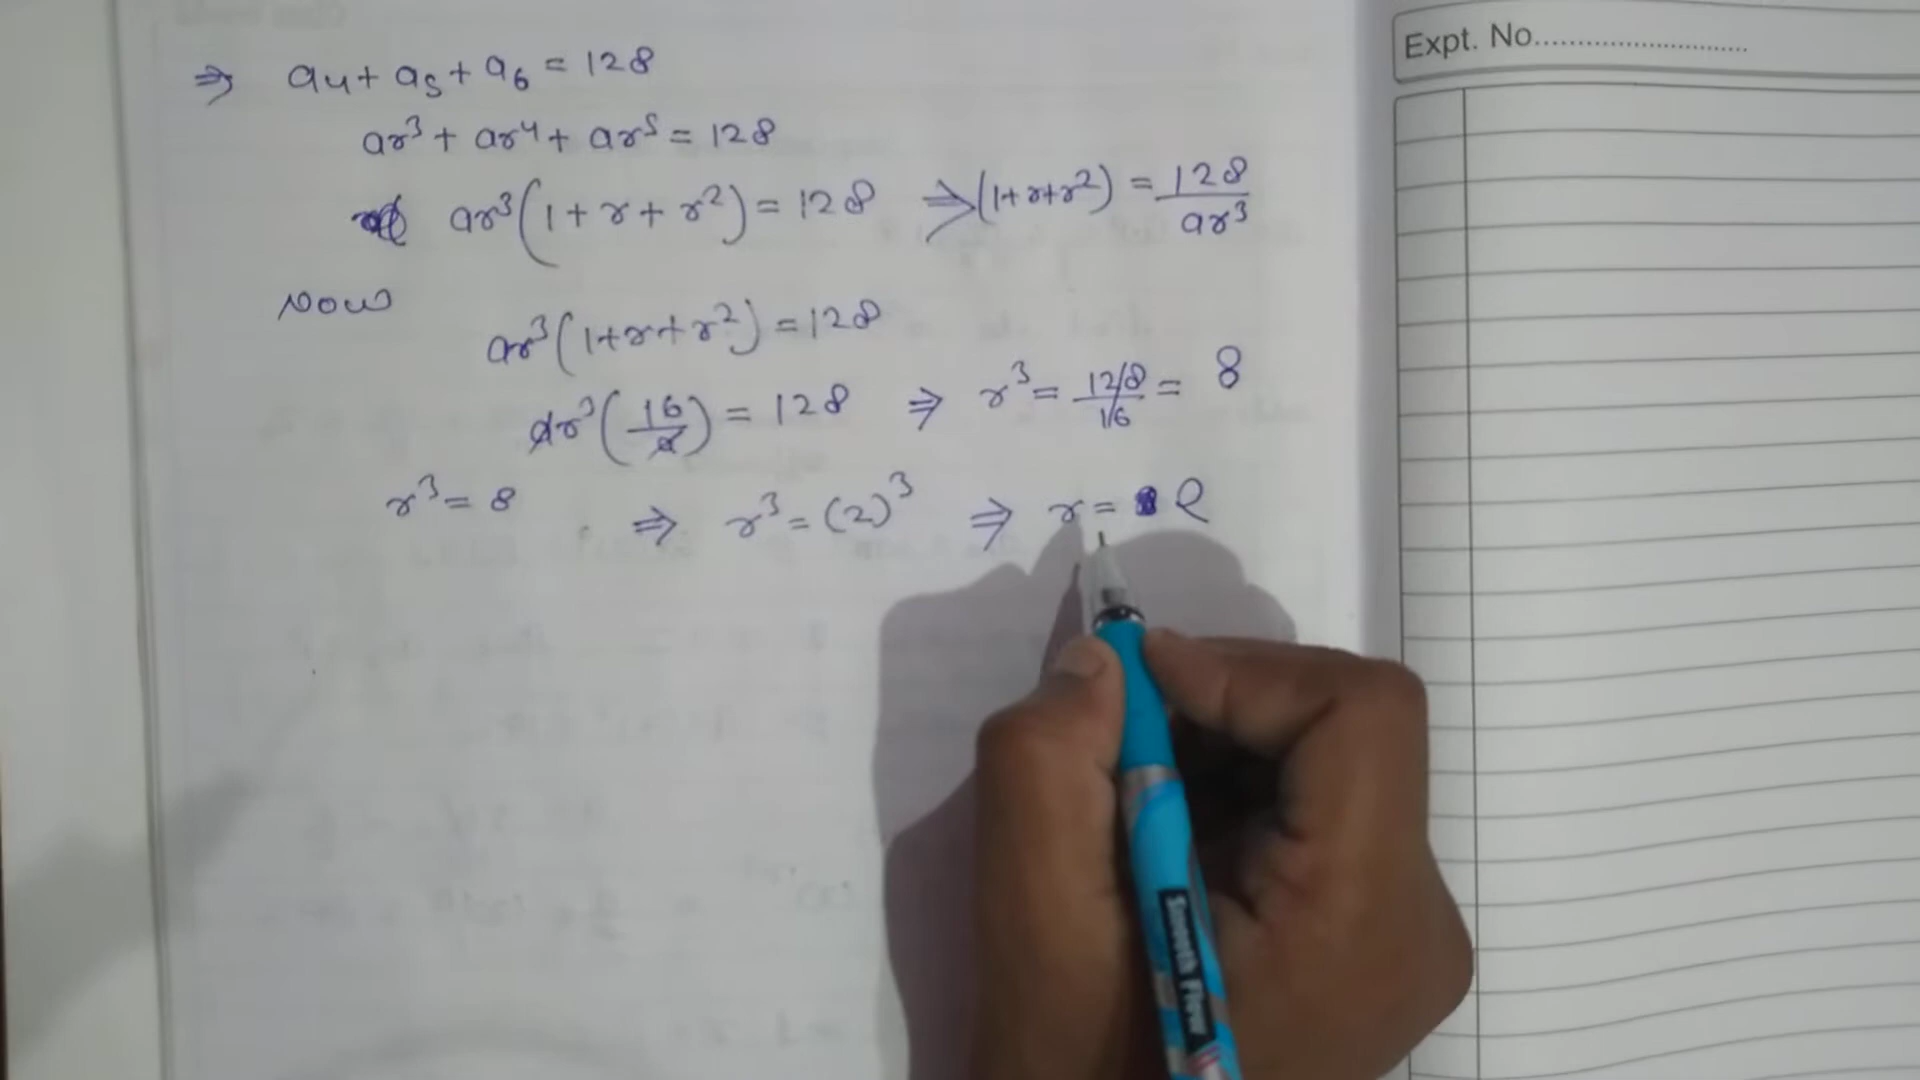 ⇒ a₄ + a₅ + a₆ = 128
ar³ + ar⁴ + ar⁵ = 128
ar³(1 + r + r²) = 128 ⇒ (1+r+r²) = 128/ar³
Now
ar³(1+r+r²) = 128
ar³(16/a) = 128 ⇒ r³ = 128/16 = 8
r³ = 8 ⇒ r³ = (2)³ ⇒ r = 2
Expt. No.
Smooth Flow